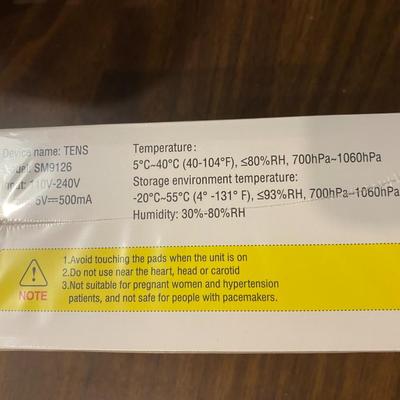 Device name: TENS
SM9126
110V-240V
5V⎓500mA
Temperature:
5°C~40°C (40-104°F), ≤80%RH, 700hPa~1060hPa
Storage environment temperature:
-20°C~55°C (4° -131° F), ≤93%RH, 700hPa~1060hPa
Humidity: 30%-80%RH
NOTE
1.Avoid touching the pads when the unit is on
2.Do not use near the heart, head or carotid
3.Not suitable for pregnant women and hypertension
patients, and not safe for people with pacemakers.